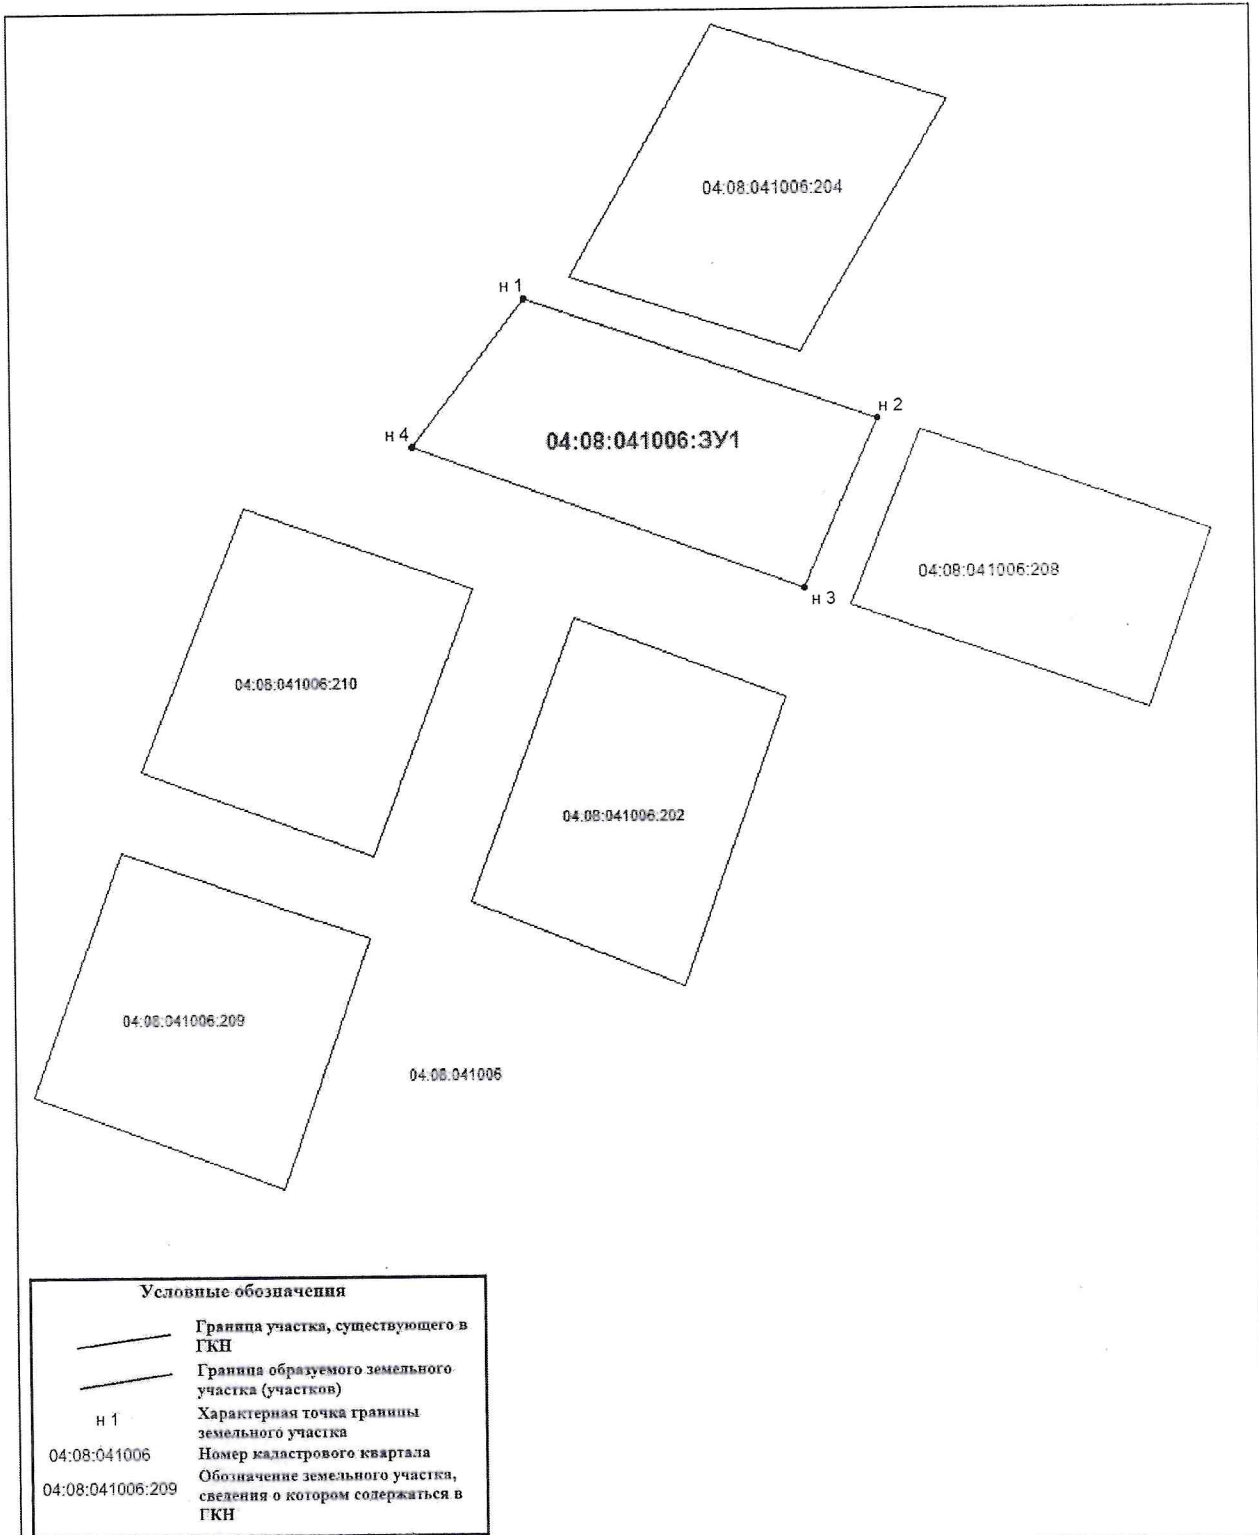 04:08:041006:204
н 1
н 2
н 4
04:08:041006:ЗУ1
04:08:041006:208
н 3
04:08:041006:210
04:08:041006:202
04:08:041006:209
04:08:041006
Условные обозначения
Граница участка, существующего в
ГКН
Граница образуемого земельного
участка (участков)
н 1
Характерная точка границы
земельного участка
04:08:041006
Номер кадастрового квартала
04:08:041006:209
Обозначение земельного участка,
сведения о котором содержаться в
ГКН